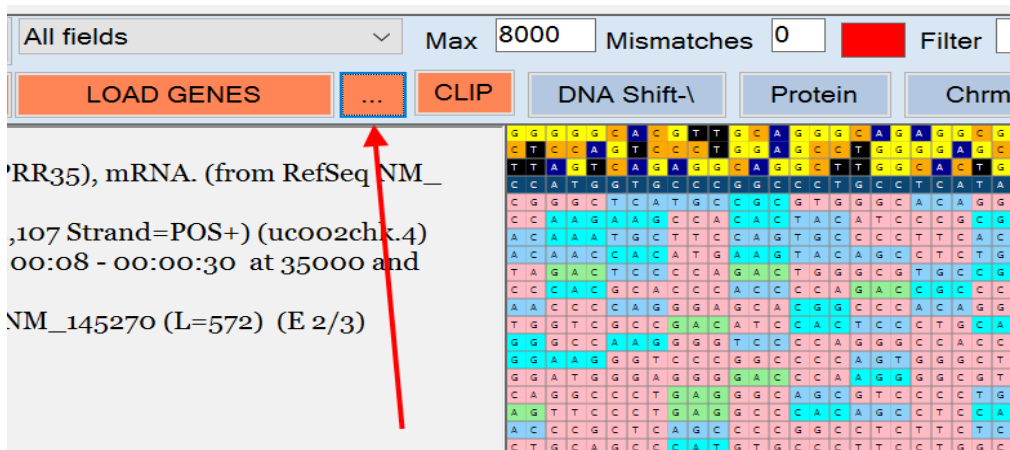 All fields Max 8000 Mismatches 0 Filter
LOAD GENES ... CLIP DNA Shift-\ Protein Chrm
PRR35), mRNA. (from RefSeq NM_
,107 Strand=POS+) (uc002chk.4)
00:08 - 00:00:30 at 35000 and
NM_145270 (L=572) (E 2/3)
G G G G G C A C G T T G C A G G G C A G A G G C G
C T C C A G T C C C T G G A G C C T G G G G A G C
T T A G T C A G A G G C A G G C T T G G C A C T G
C C A T G G T G C C C G G C C C T G C C T C A T A
C G G G C T C A T G C C G C G T G G G C A C A G G
C C A A G A A G C C A C A C T A C A T C C C G C G
A C A A A T G C T T C C A G T G C C C C T T C A C
A C A A C C A C A T G A A G T A C A G C C T C T G
T A G A C T C C C C A G A C T G G G C G T G C C G
C C C A C G C A C C C A C C C C A G A C C G C C C
A A C C C C A G G G A G C A C G G C C C A C A G G
T G G T C G C C G A C A T C C A C T C C C T G C A
G G G C C A A G G G G T C C C C A G G G C C A C C
G G A A G G G T C C C G G C C C C A G T G G G C T
G G A T G G G A G G G G A C C C A A G G G G C G T
C A G G C C C T G A G G G C A G C G T C C C C T G
A G T T C C C T G A G G C C C A C A G C C T C C A
A C C C G C T C A G C C C C G G C C T C T T C T C
C T G C A G C C C A T G T G C C C T T C C T G G C